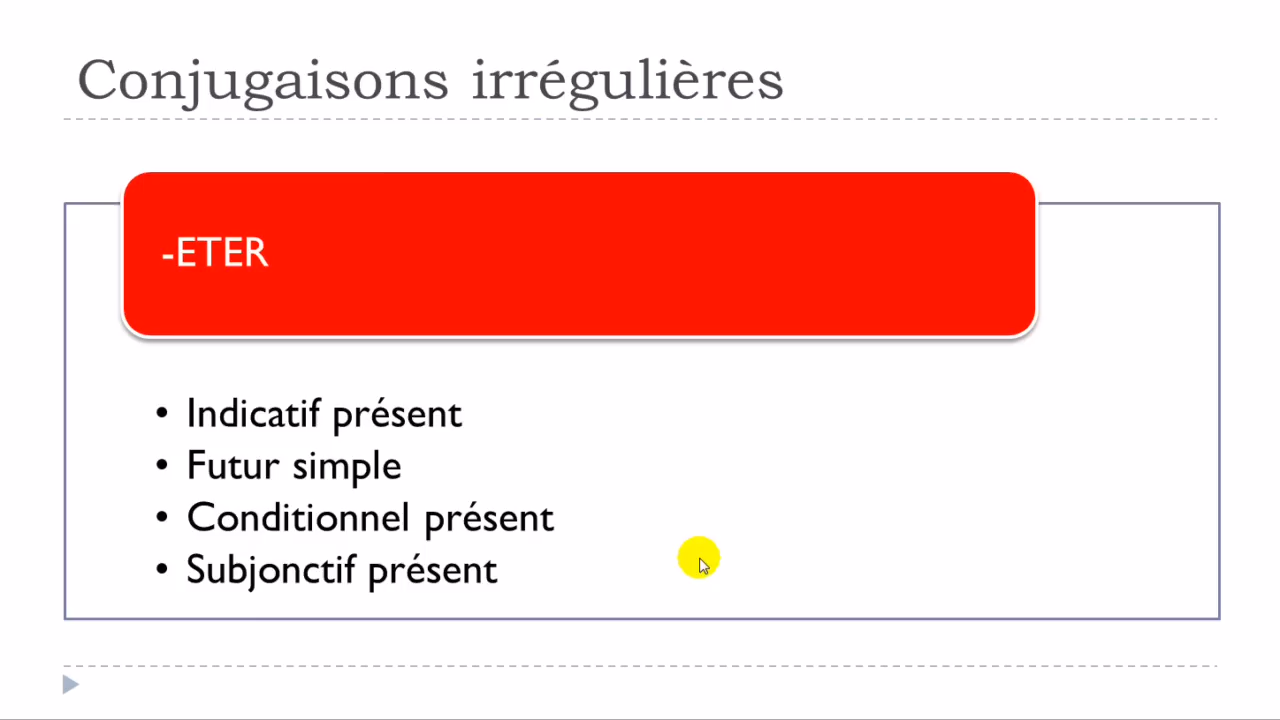 Conjugaisons irrégulières
-ETER
• Indicatif présent
• Futur simple
• Conditionnel présent
• Subjonctif présent